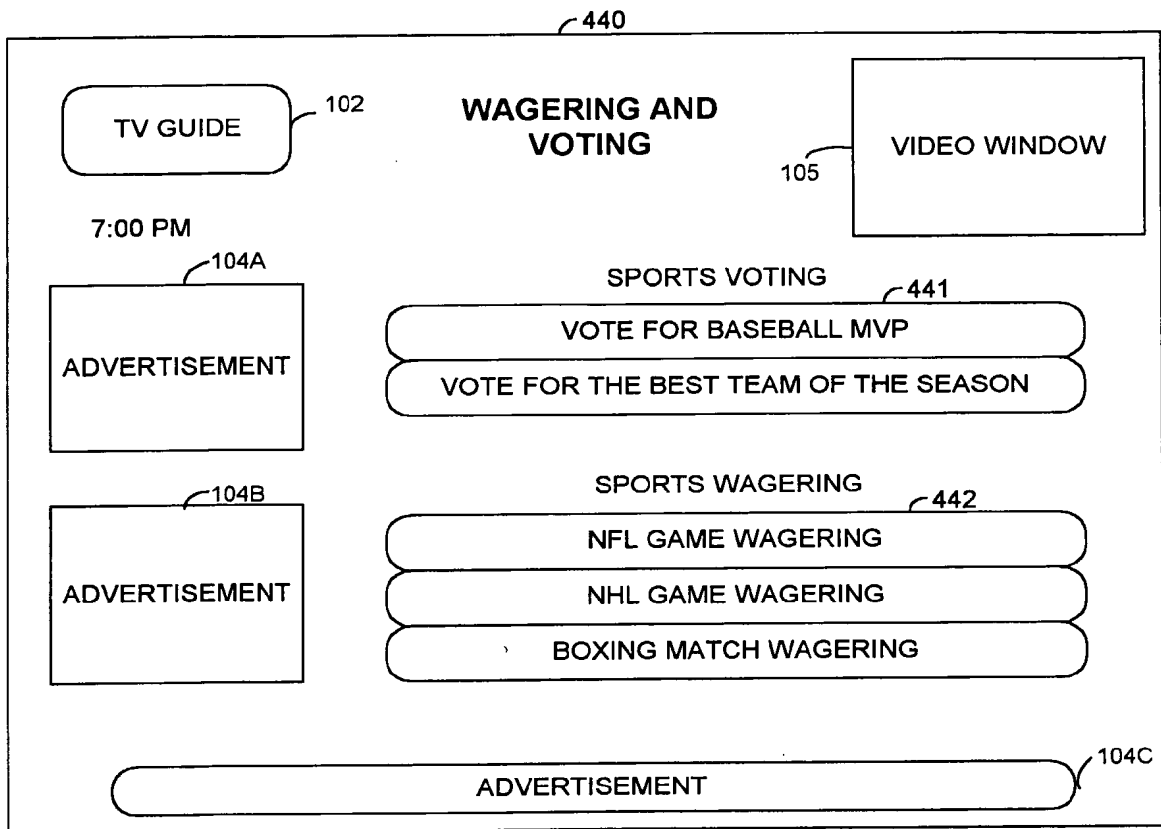 440
TV GUIDE
102
WAGERING AND
VOTING
VIDEO WINDOW
105
7:00 PM
104A
ADVERTISEMENT
SPORTS VOTING
441
VOTE FOR BASEBALL MVP
VOTE FOR THE BEST TEAM OF THE SEASON
104B
ADVERTISEMENT
SPORTS WAGERING
442
NFL GAME WAGERING
NHL GAME WAGERING
BOXING MATCH WAGERING
ADVERTISEMENT
104C